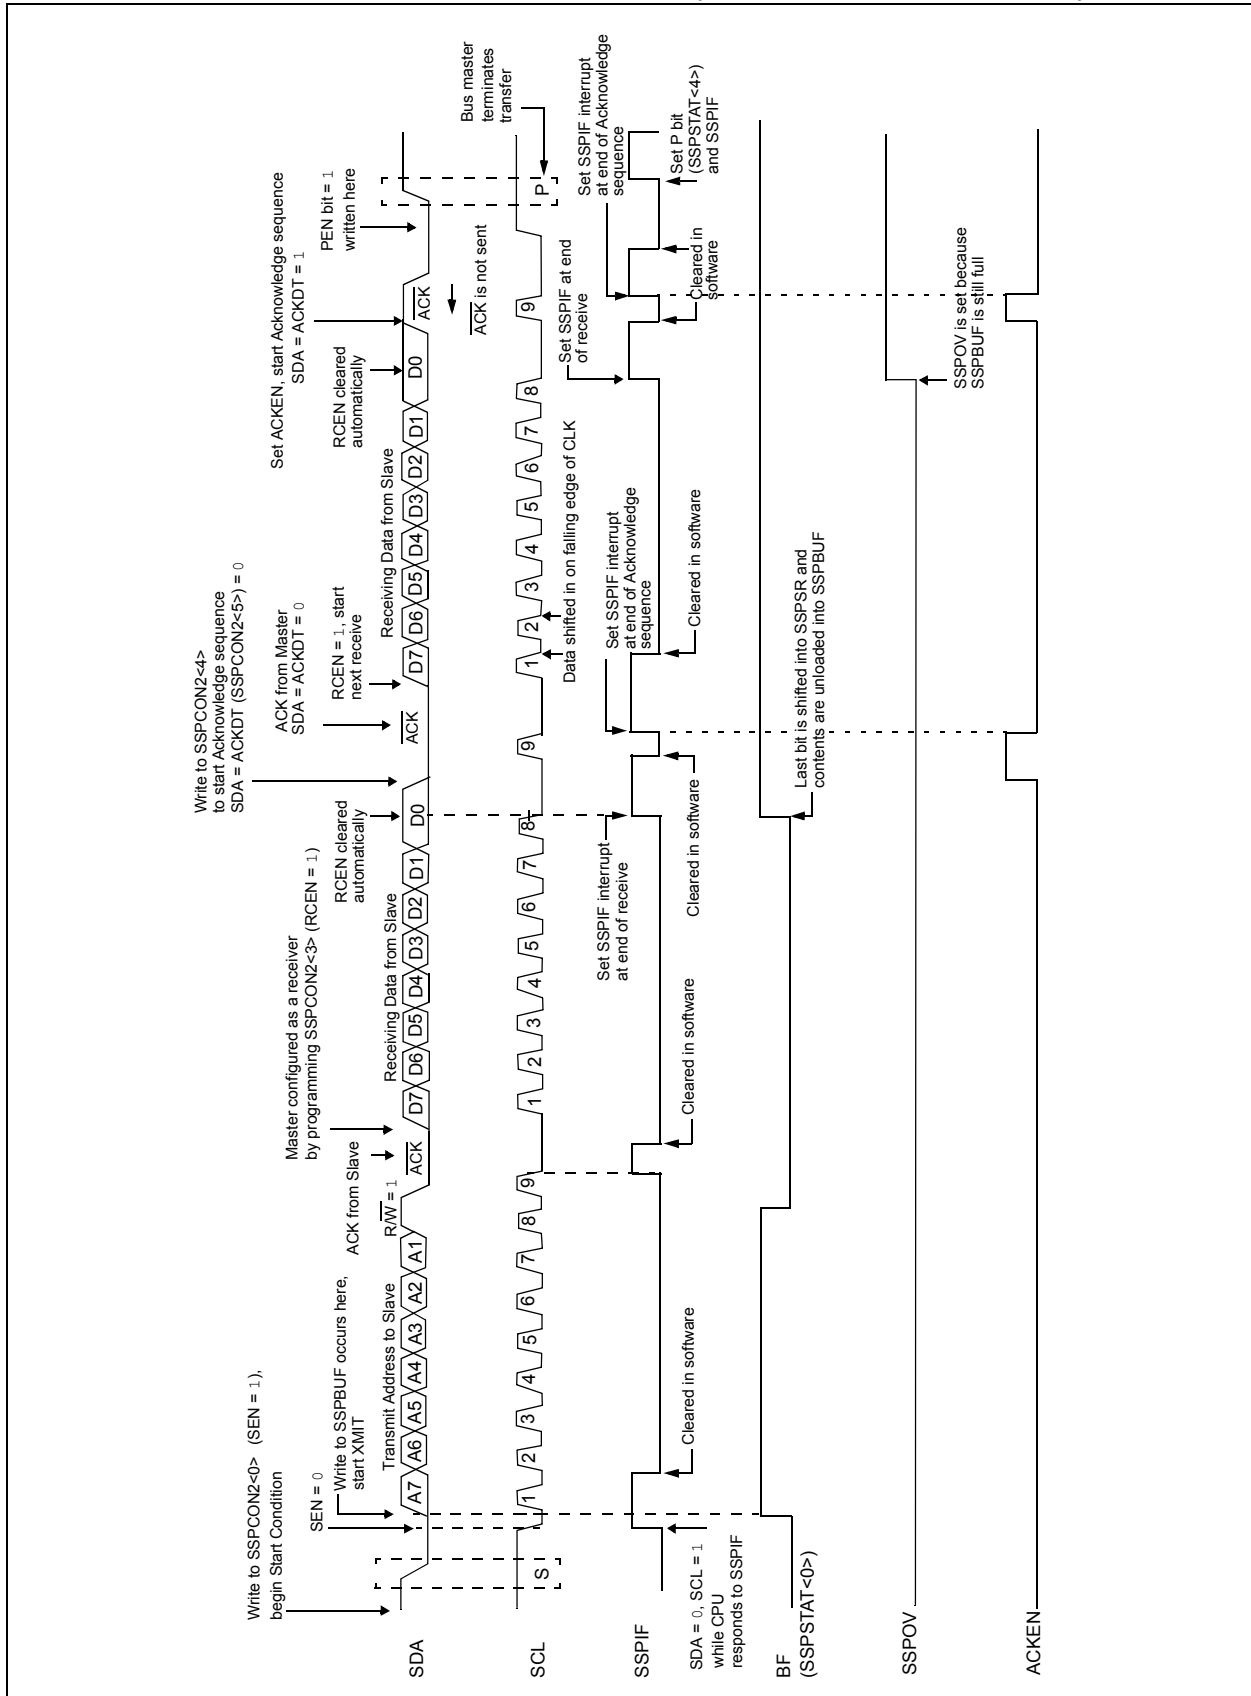 Write to SSPCON2<4>
to start Acknowledge sequence
SDA = ACKDT (SSPCON2<5>) = 0
Write to SSPCON2<0> (SEN = 1),
begin Start Condition
Master configured as a receiver
by programming SSPCON2<3> (RCEN = 1)
ACK from Master
SDA = ACKDT = 0
Set ACKEN, start Acknowledge sequence
SDA = ACKDT = 1
SEN = 0
Write to SSPBUF occurs here,
start XMIT
ACK from Slave
RCEN cleared
automatically
RCEN = 1, start
next receive
RCEN cleared
automatically
PEN bit = 1
written here
Transmit Address to Slave
R/W = 1
Receiving Data from Slave
Receiving Data from Slave
SDA
A7 A6 A5 A4 A3 A2 A1
ACK
D7 D6 D5 D4 D3 D2 D1 D0
ACK
D7 D6 D5 D4 D3 D2 D1 D0
ACK
ACK is not sent
Bus master
terminates
transfer
SCL
S
1 2 3 4 5 6 7 8 9
1 2 3 4 5 6 7 8 9
1 2 3 4 5 6 7 8 9
P
Data shifted in on falling edge of CLK
Set SSPIF at end
of receive
Set SSPIF interrupt
at end of receive
Set SSPIF interrupt
at end of Acknowledge
sequence
Set SSPIF interrupt
at end of Acknowledge
sequence
SSPIF
Cleared in software
Cleared in software
Cleared in software
Cleared in software
Cleared in
software
Set P bit
(SSPSTAT<4>)
and SSPIF
SDA = 0, SCL = 1
while CPU
responds to SSPIF
BF
(SSPSTAT<0>)
Last bit is shifted into SSPSR and
contents are unloaded into SSPBUF
SSPOV
SSPOV is set because
SSPBUF is still full
ACKEN